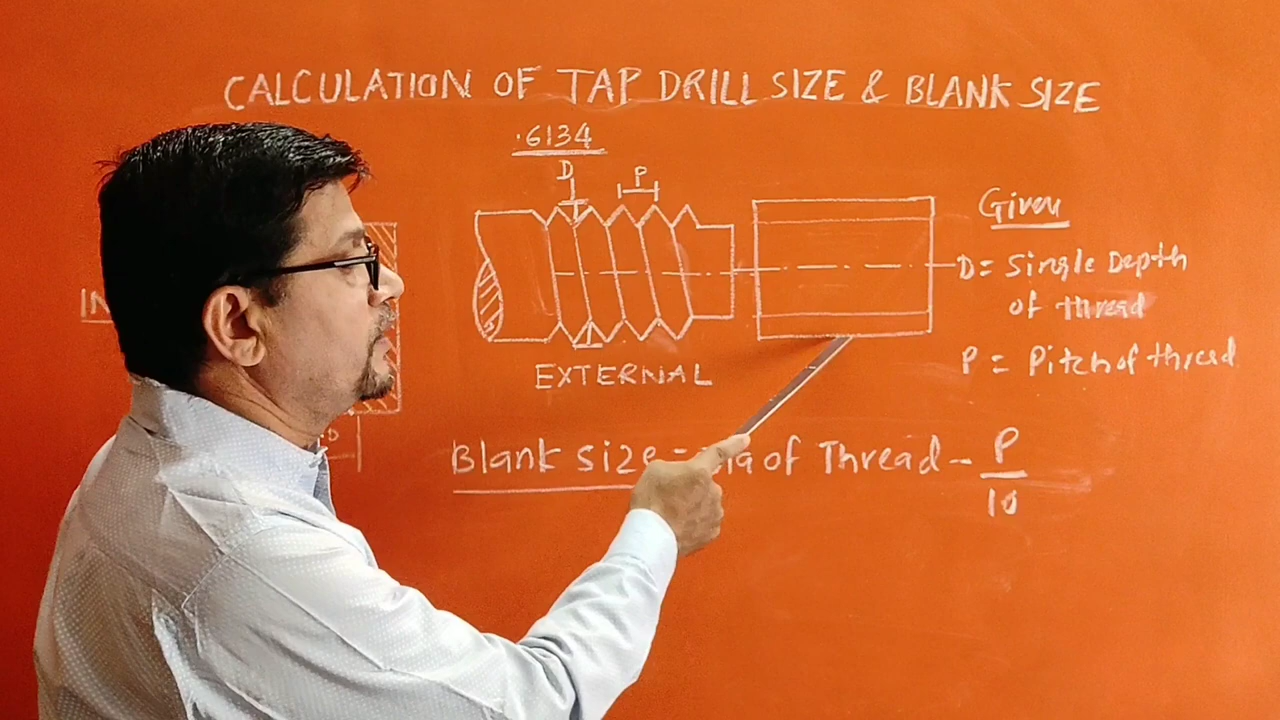 CALCULATION OF TAP DRILL SIZE & BLANK SIZE
.6134
D
P
Given
D = Single Depth
of thread
P = Pitch of thread
EXTERNAL
D
Blank size = Dia of Thread - P
10